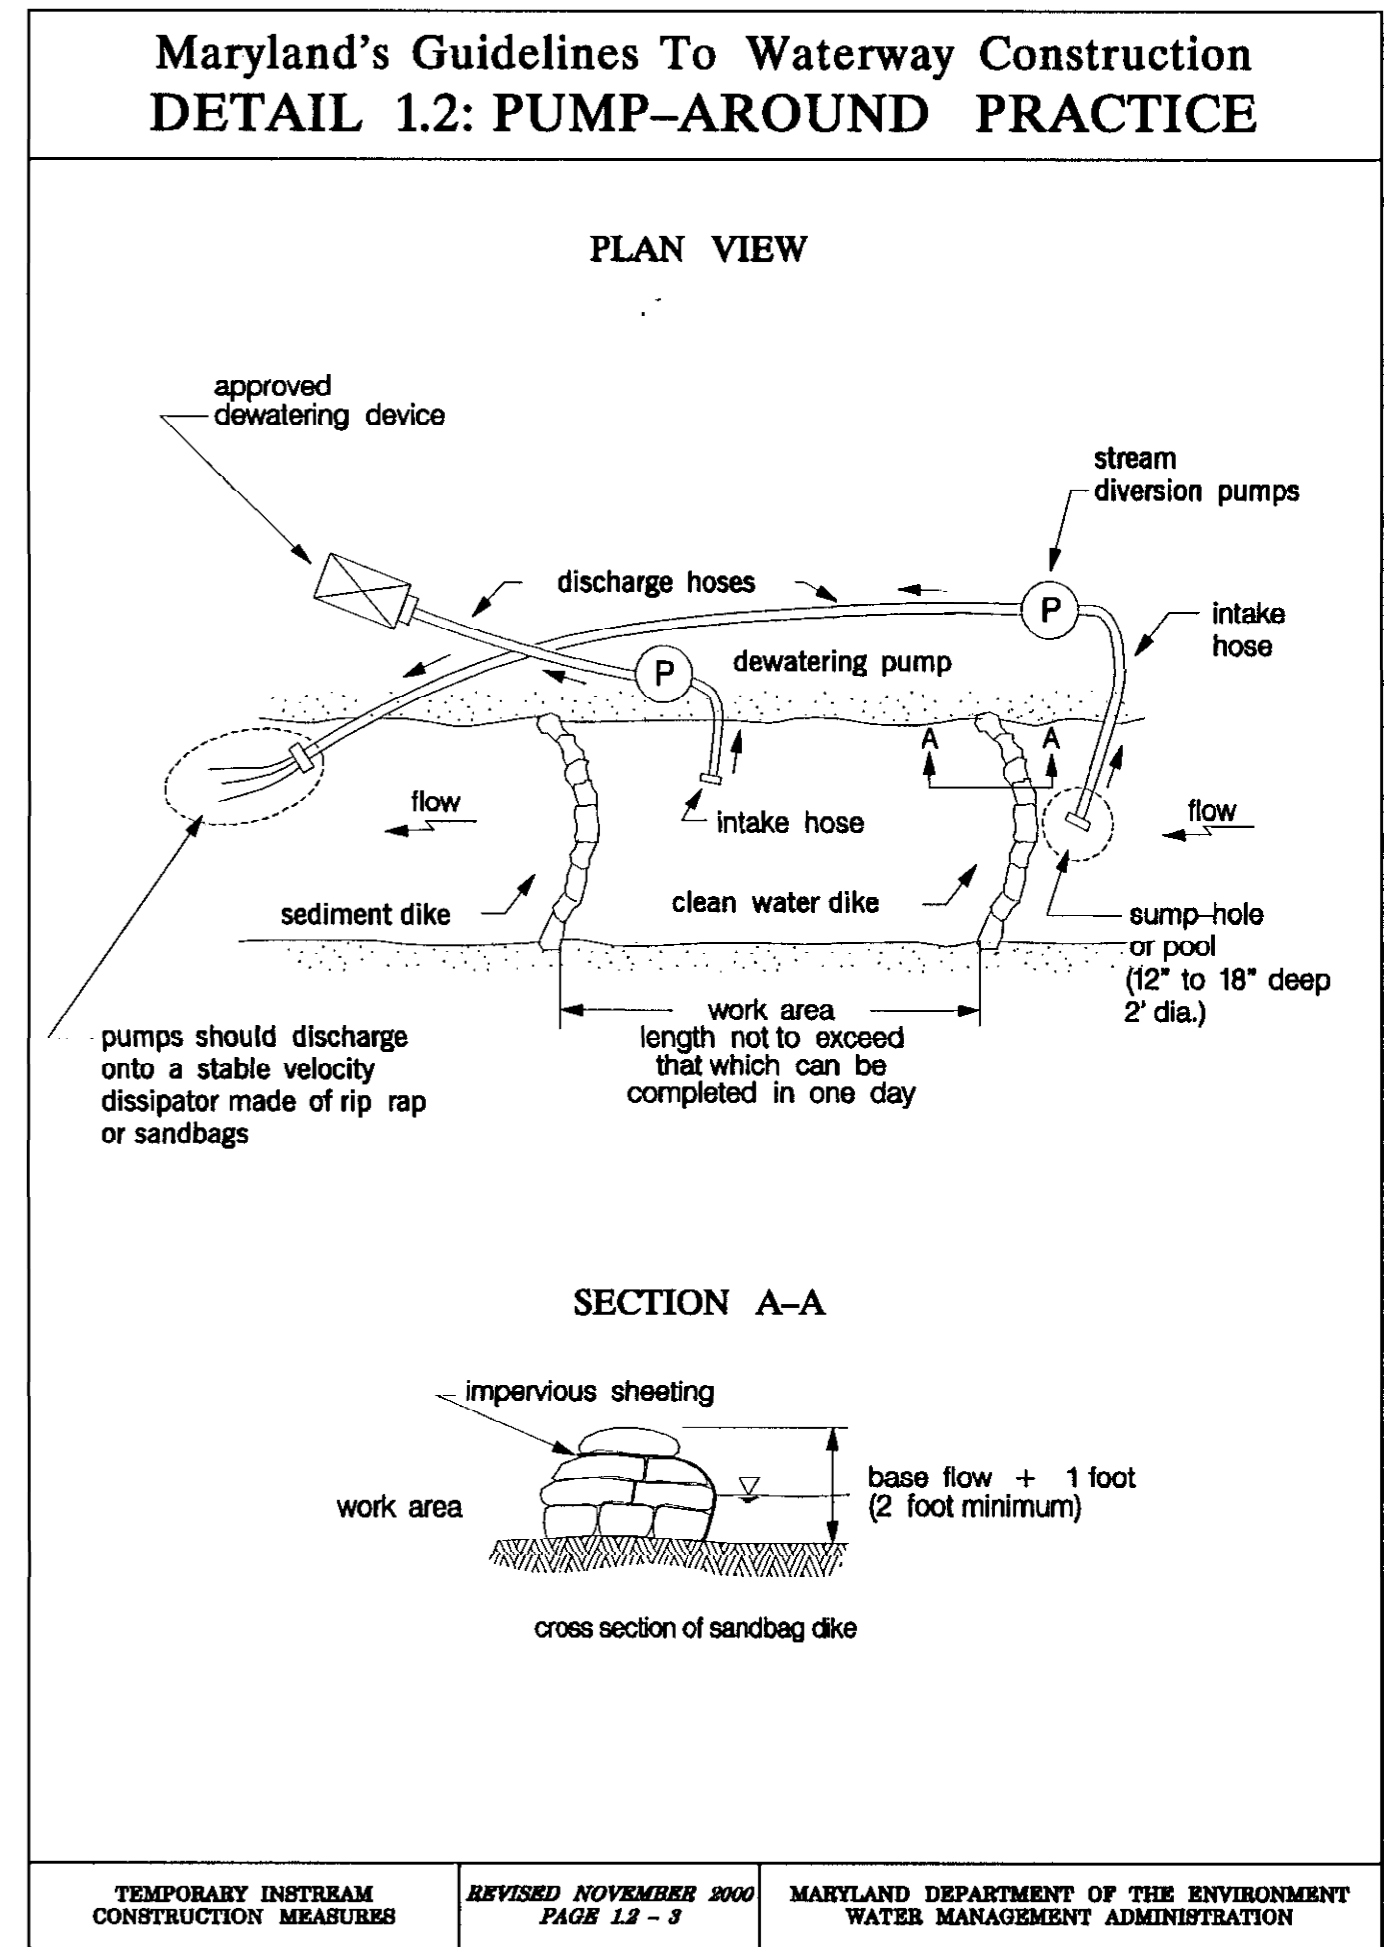 Maryland's Guidelines To Waterway Construction
DETAIL 1.2: PUMP–AROUND PRACTICE
PLAN VIEW
approved
dewatering device
stream
diversion pumps
discharge hoses
P
intake
hose
P
dewatering pump
A
A
flow
intake hose
flow
sediment dike
clean water dike
sump hole
or pool
(12" to 18" deep
2' dia.)
work area
length not to exceed
that which can be
completed in one day
pumps should discharge
onto a stable velocity
dissipator made of rip rap
or sandbags
SECTION A–A
impervious sheeting
work area
base flow + 1 foot
(2 foot minimum)
cross section of sandbag dike
TEMPORARY INSTREAM
CONSTRUCTION MEASURES
REVISED NOVEMBER 2000
PAGE 1.2 - 3
MARYLAND DEPARTMENT OF THE ENVIRONMENT
WATER MANAGEMENT ADMINISTRATION